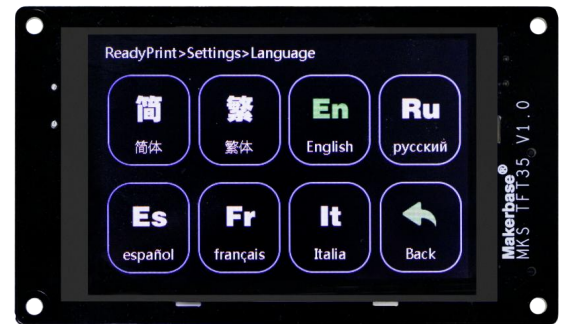 ReadyPrint>Settings>Language
简 繁 En Ru
简体 繁体 English русский
Es Fr It
español français Italia Back
Makerbase®
MKS TFT35 V1.0